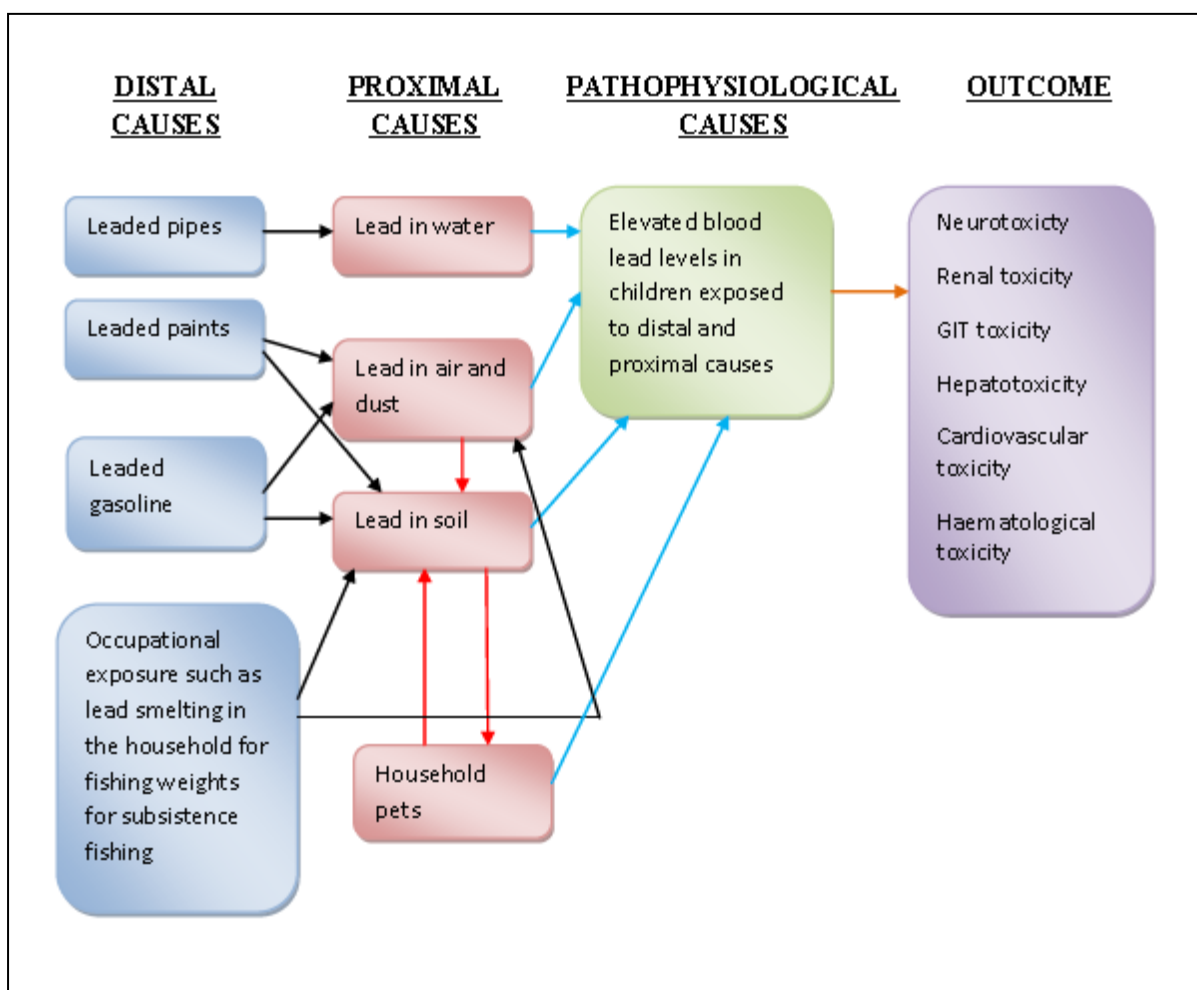 DISTAL
CAUSES
PROXIMAL
CAUSES
PATHOPHYSIOLOGICAL
CAUSES
OUTCOME
Leaded pipes
Leaded paints
Leaded
gasoline
Occupational
exposure such as
lead smelting in
the household for
fishing weights
for subsistence
fishing
Lead in water
Lead in air and
dust
Lead in soil
Household
pets
Elevated blood
lead levels in
children exposed
to distal and
proximal causes
Neurotoxicty
Renal toxicity
GIT toxicity
Hepatotoxicity
Cardiovascular
toxicity
Haematological
toxicity